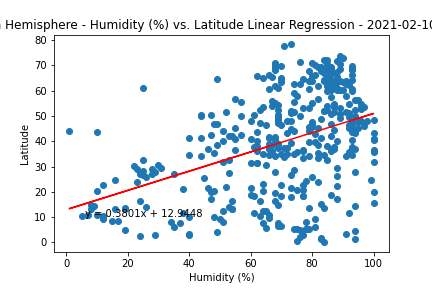 Hemisphere - Humidity (%) vs. Latitude Linear Regression - 2021-02-10
80
70
60
50
40
30
20
10
0
Latitude
y = 0.3801x + 12.9448
0 20 40 60 80 100
Humidity (%)